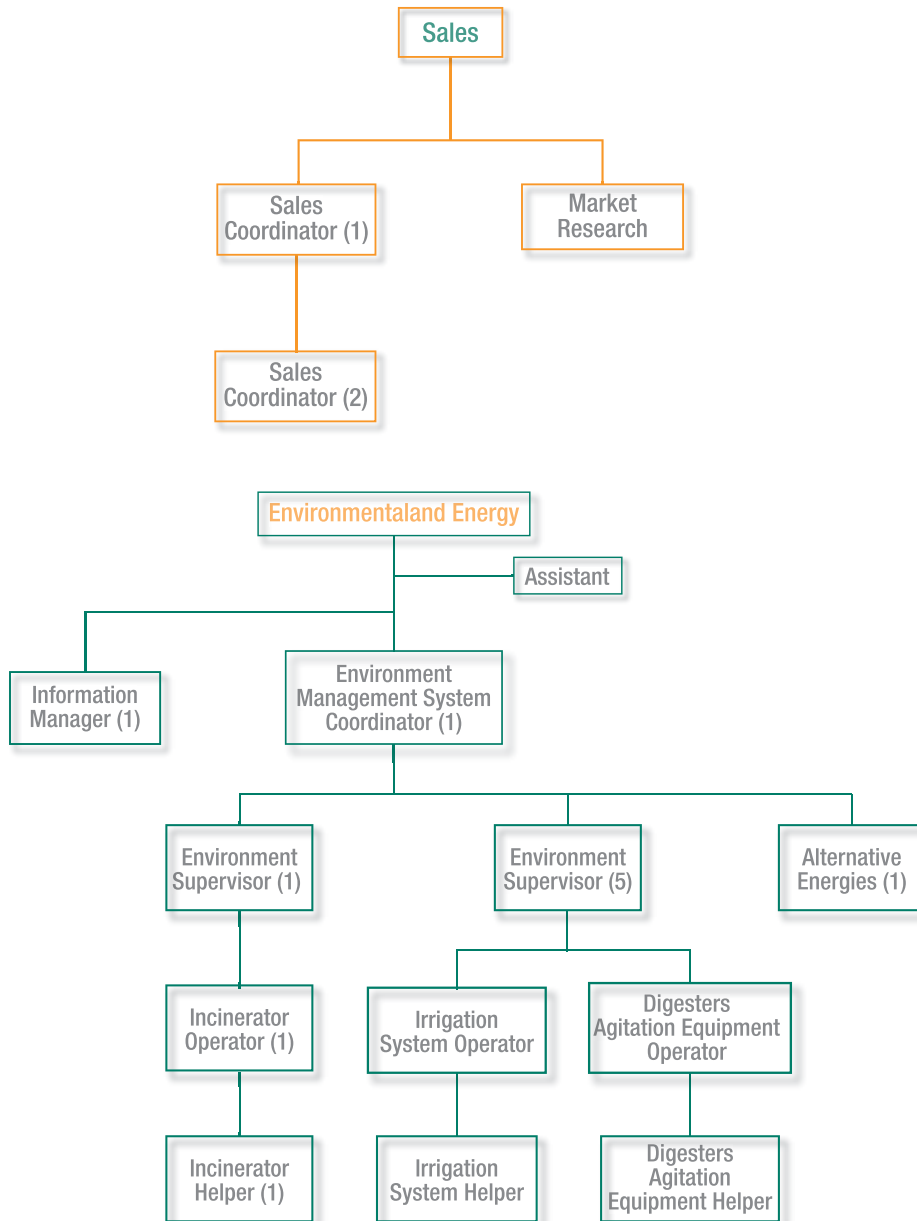 Sales
Sales
Coordinator (1)
Market
Research
Sales
Coordinator (2)
Environmentaland Energy
Assistant
Information
Manager (1)
Environment
Management System
Coordinator (1)
Environment
Supervisor (1)
Environment
Supervisor (5)
Alternative
Energies (1)
Incinerator
Operator (1)
Irrigation
System Operator
Digesters
Agitation Equipment
Operator
Incinerator
Helper (1)
Irrigation
System Helper
Digesters
Agitation
Equipment Helper